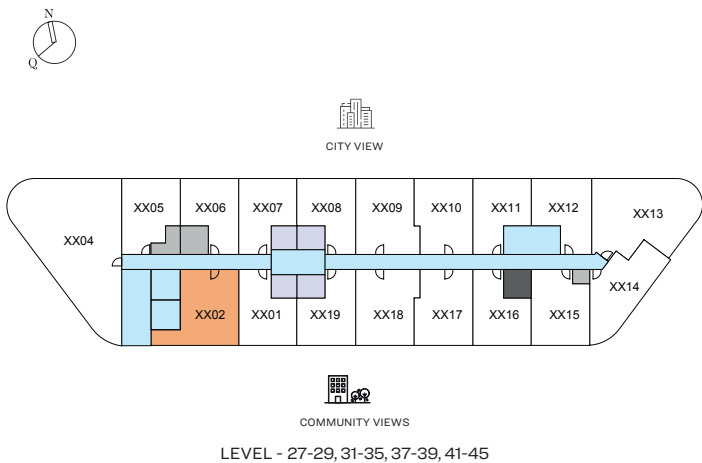 N
Q
CITY VIEW
XX05 XX06 XX07 XX08 XX09 XX10 XX11 XX12
XX13
XX04
XX14
XX02 XX01 XX19 XX18 XX17 XX16 XX15
COMMUNITY VIEWS
LEVEL - 27-29, 31-35, 37-39, 41-45